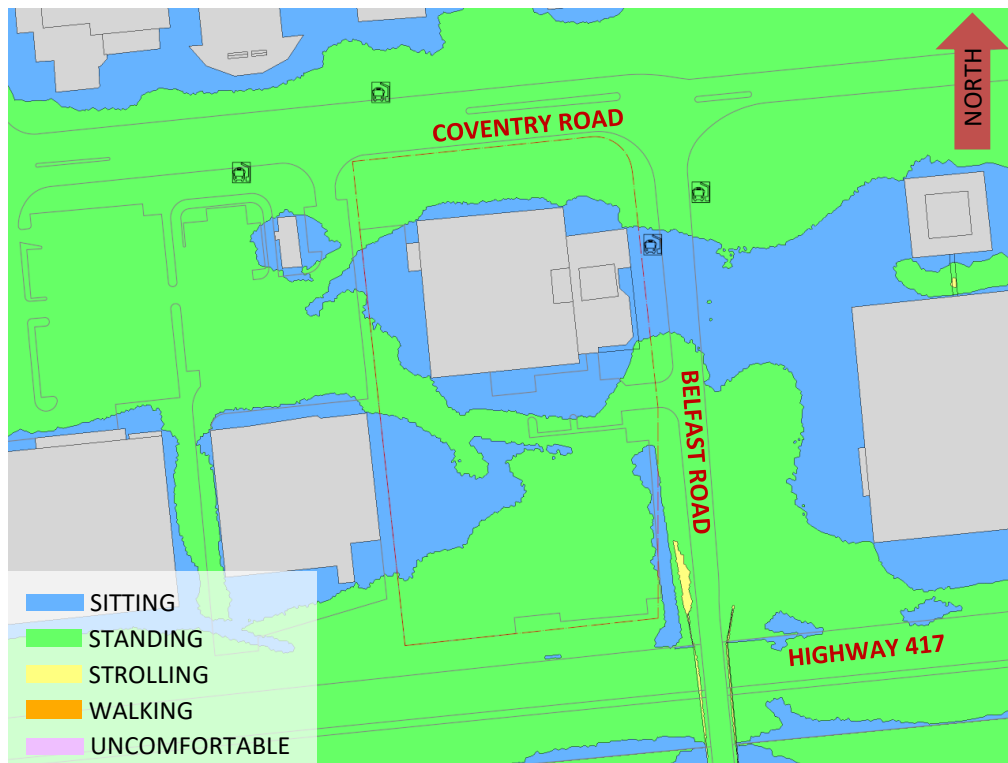 NORTH
COVENTRY ROAD
BELFAST ROAD
HIGHWAY 417
SITTING
STANDING
STROLLING
WALKING
UNCOMFORTABLE